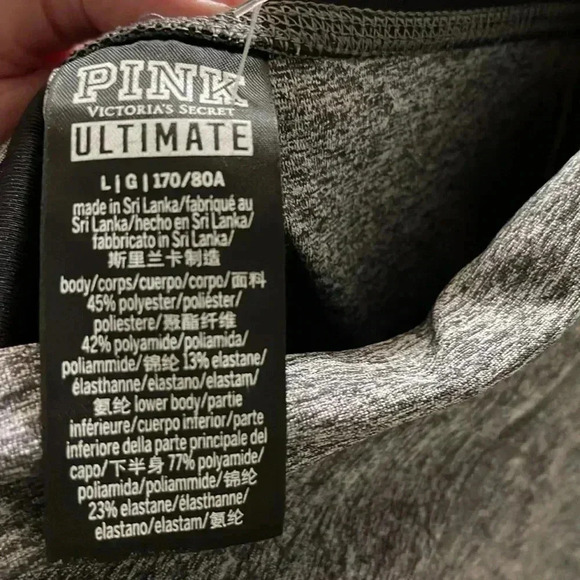 PINK
VICTORIA'S SECRET
ULTIMATE
L | G | 170/80A
made in Sri Lanka/fabriqué au
Sri Lanka/hecho en Sri Lanka/
fabbricato in Sri Lanka/
斯里兰卡制造
body/corps/cuerpo/corpo/面料
45% polyester/poliéster/
poliestere/聚酯纤维
42% polyamide/poliamida/
poliammide/锦纶 13% elastane/
élasthanne/elastano/elastam/
氨纶 lower body/partie
inférieure/cuerpo inferior/parte
inferiore della parte principale del
capo/下半身 77% polyamide/
poliamida/poliammide/锦纶
23% elastane/élasthanne/
elastano/elastam/氨纶